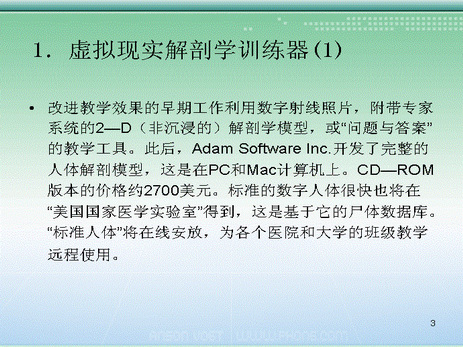 1．虚拟现实解剖学训练器(1)
• 改进教学效果的早期工作利用数字射线照片，附带专家
系统的2—D（非沉浸的）解剖学模型，或“问题与答案”
的教学工具。此后，Adam Software Inc.开发了完整的
人体解剖模型，这是在PC和Mac计算机上。CD—ROM
版本的价格约2700美元。标准的数字人体很快也将在
“美国国家医学实验室”得到，这是基于它的尸体数据库。
“标准人体”将在线安放，为各个医院和大学的班级教学
远程使用。
3